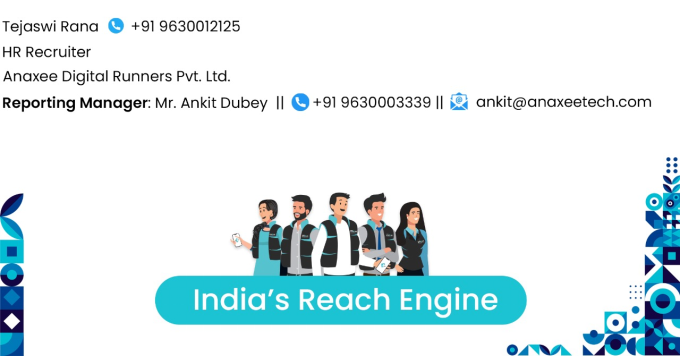 Tejaswi Rana +91 9630012125
HR Recruiter
Anaxee Digital Runners Pvt. Ltd.
Reporting Manager: Mr. Ankit Dubey || +91 9630003339 || ankit@anaxeetech.com
India's Reach Engine